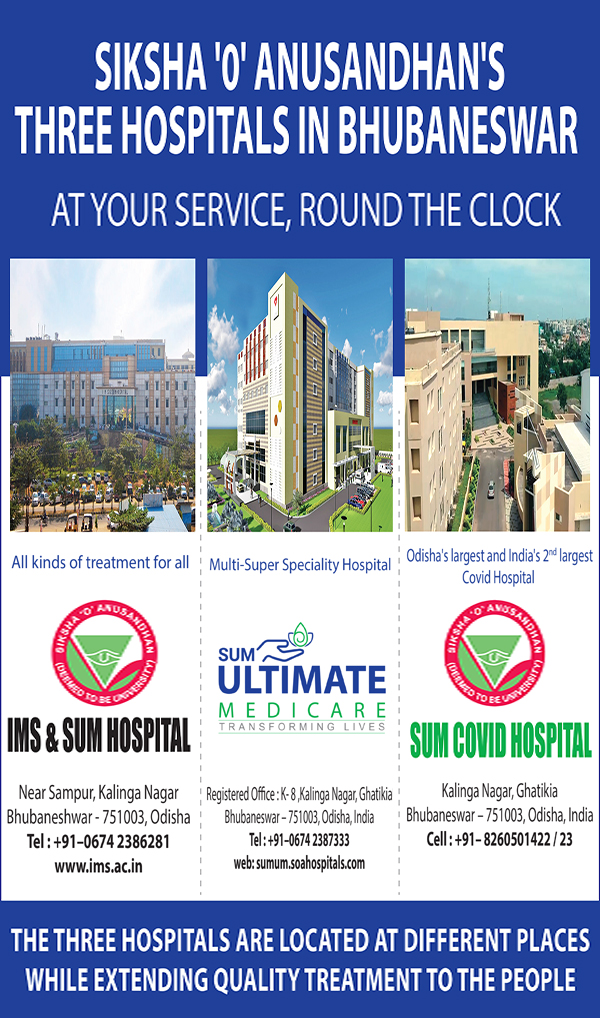 SIKSHA 'O' ANUSANDHAN'S
THREE HOSPITALS IN BHUBANESWAR
AT YOUR SERVICE, ROUND THE CLOCK
All kinds of treatment for all
SIKSHA 'O' ANUSANDHAN
(DEEMED TO BE UNIVERSITY)
IMS & SUM HOSPITAL
Near Sampur, Kalinga Nagar
Bhubaneshwar - 751003, Odisha
Tel : +91–0674 2386281
www.ims.ac.in
Multi-Super Speciality Hospital
SUM
ULTIMATE
MEDICARE
TRANSFORMING LIVES
Registered Office : K- 8 ,Kalinga Nagar, Ghatikia
Bhubaneswar – 751003, Odisha, India
Tel : +91–0674 2387333
web: sumum.soahospitals.com
Odisha's largest and India's 2nd largest
Covid Hospital
SIKSHA 'O' ANUSANDHAN
(DEEMED TO BE UNIVERSITY)
SUM COVID HOSPITAL
Kalinga Nagar, Ghatikia
Bhubaneswar – 751003, Odisha, India
Cell : +91– 8260501422 / 23
THE THREE HOSPITALS ARE LOCATED AT DIFFERENT PLACES
WHILE EXTENDING QUALITY TREATMENT TO THE PEOPLE